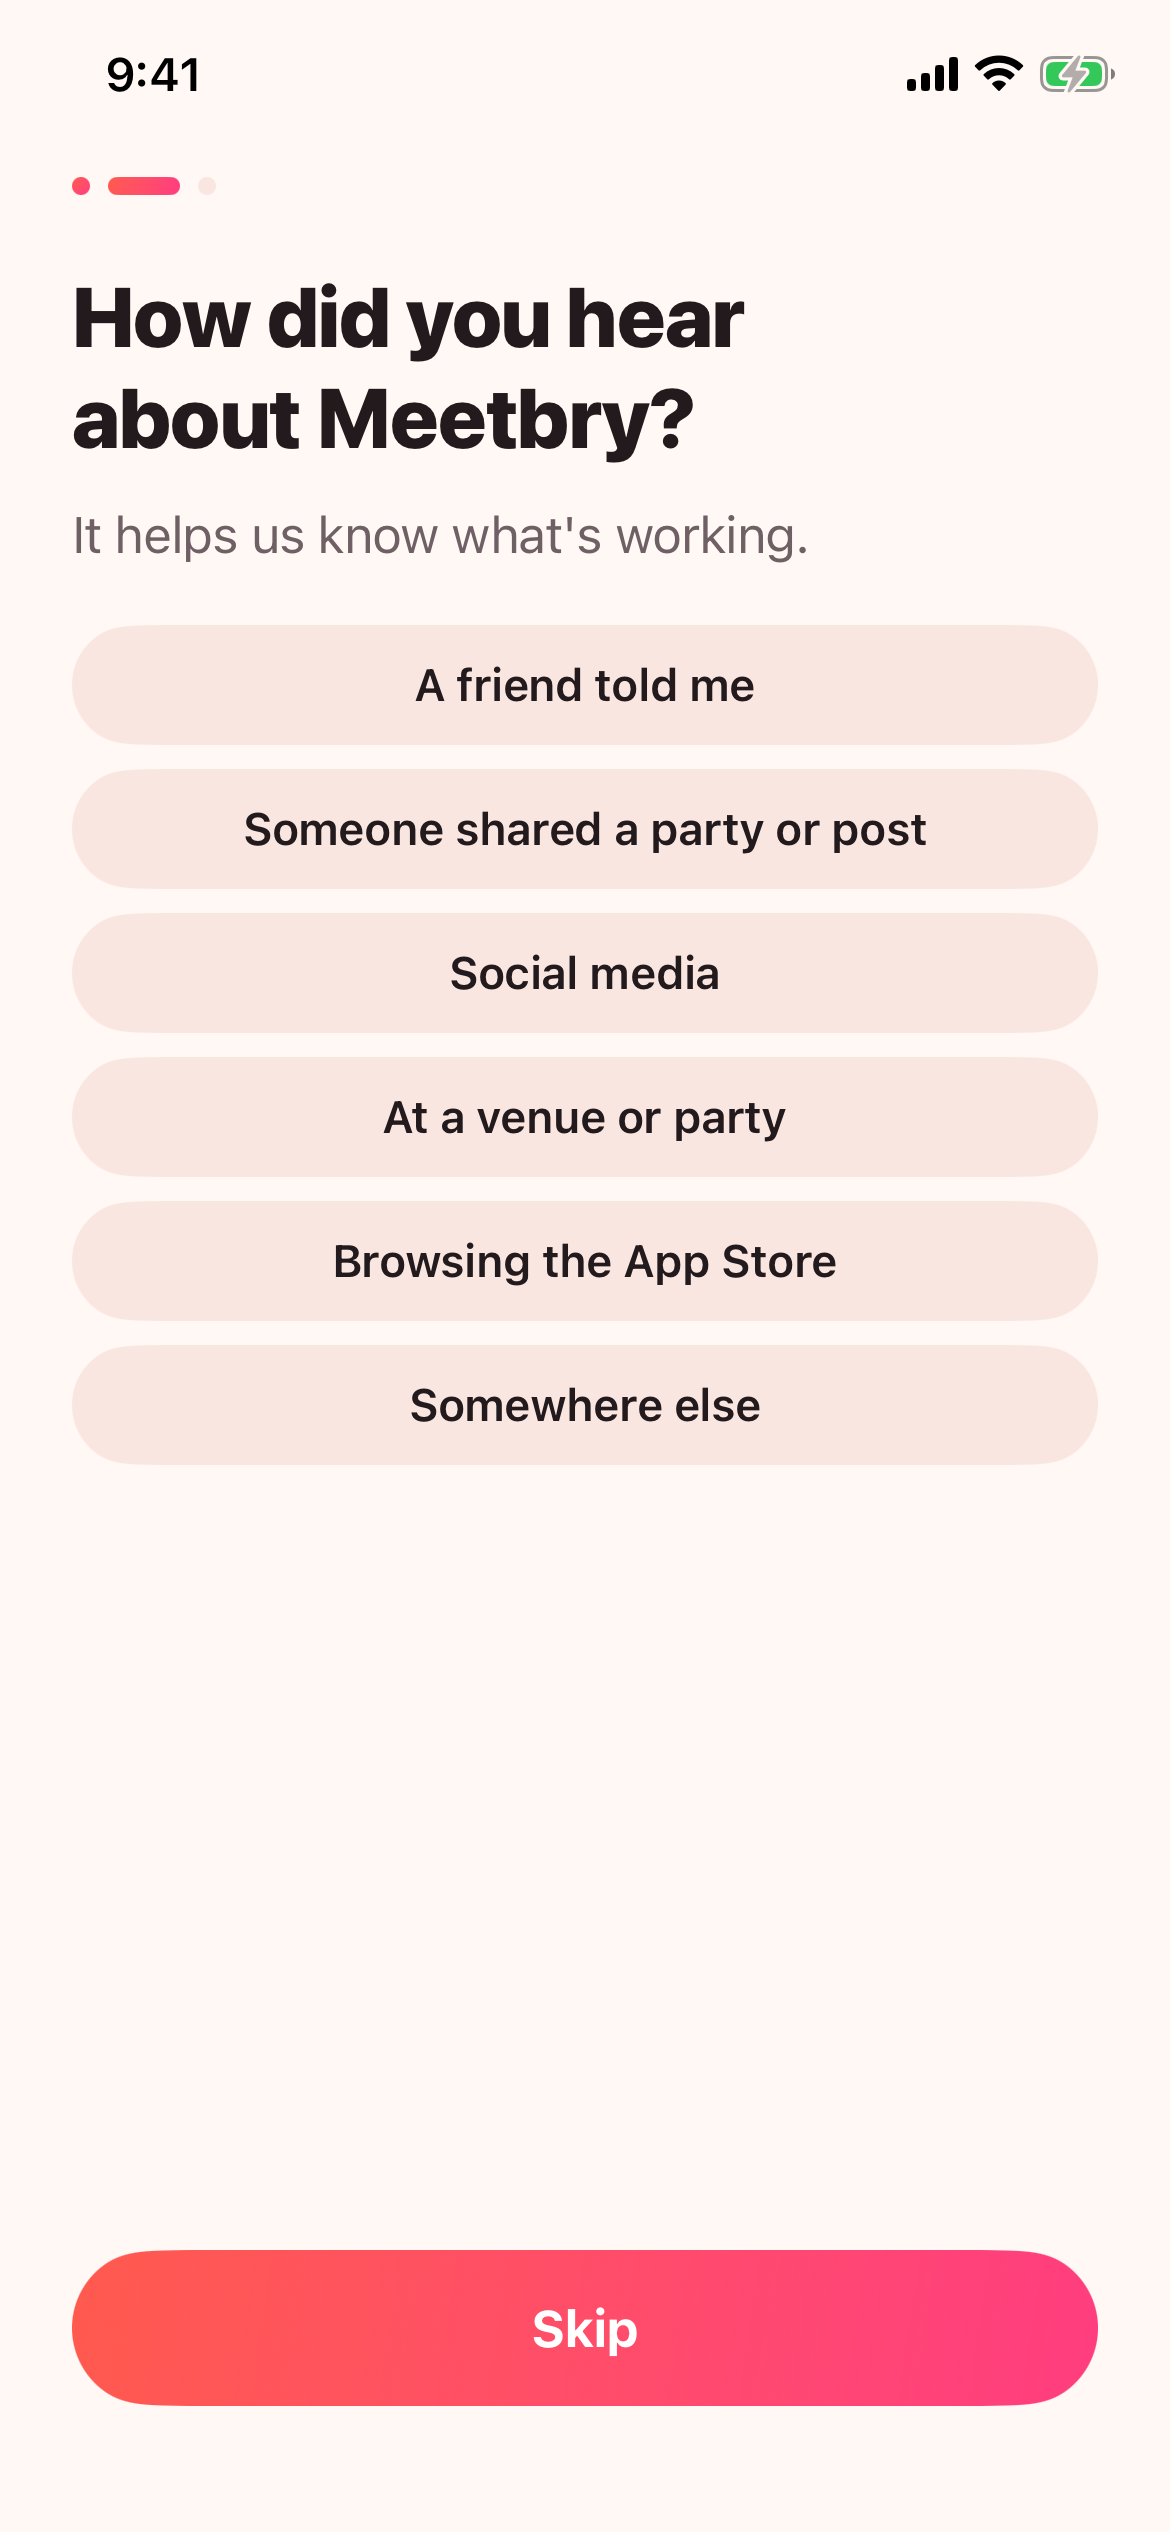 9:41
How did you hear
about Meetbry?
It helps us know what's working.
A friend told me
Someone shared a party or post
Social media
At a venue or party
Browsing the App Store
Somewhere else
Skip